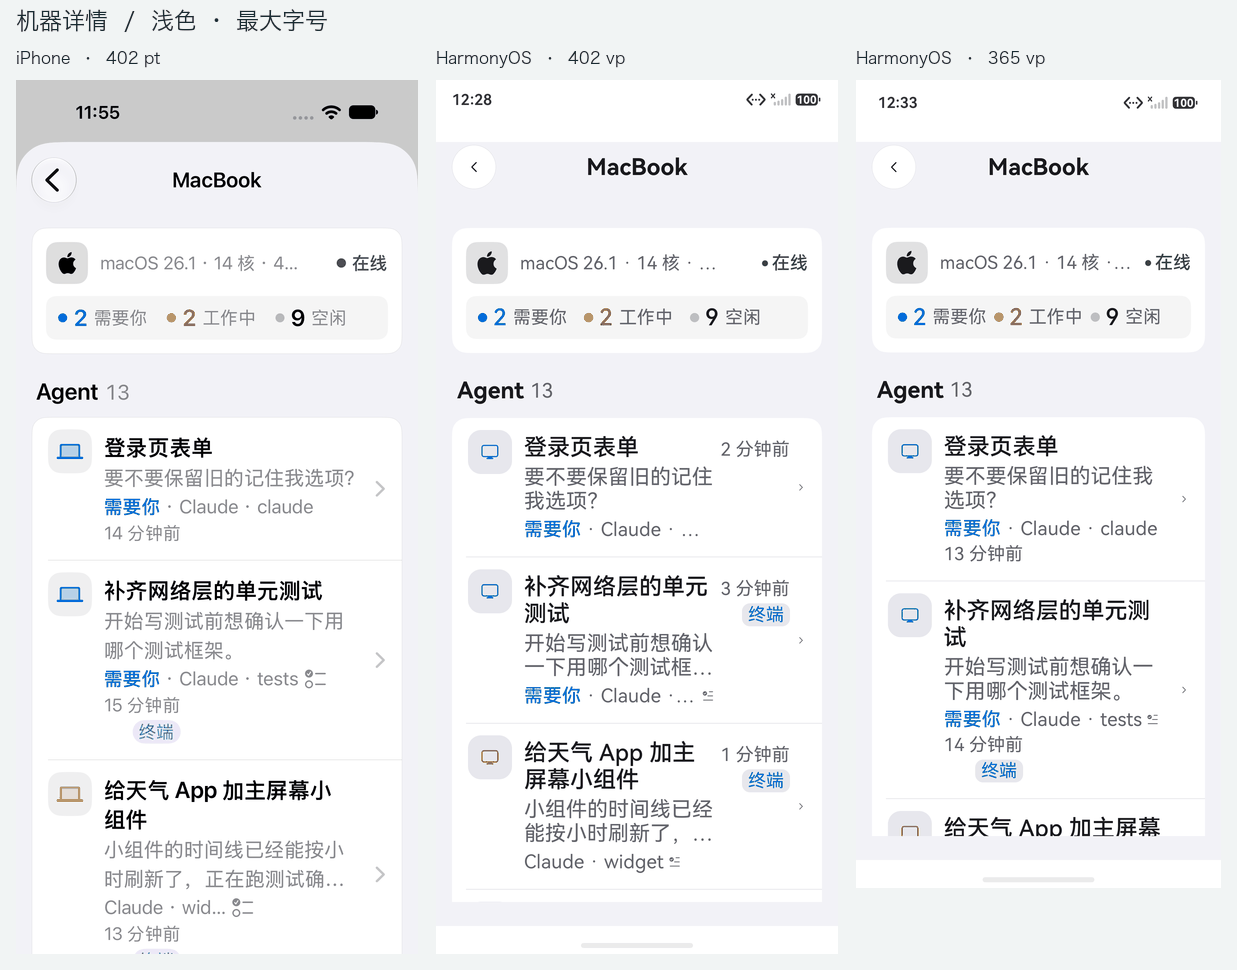 机器详情 / 浅色 · 最大字号
iPhone · 402 pt
11:55
MacBook
macOS 26.1 · 14 核 · 4...
在线
2 需要你 2 工作中 9 空闲
Agent 13
登录页表单
要不要保留旧的记住我选项?
需要你 · Claude · claude
14 分钟前
补齐网络层的单元测试
开始写测试前想确认一下用
哪个测试框架。
需要你 · Claude · tests
15 分钟前
终端
给天气 App 加主屏幕小
组件
小组件的时间线已经能按小
时刷新了，正在跑测试确...
Claude · wid...
13 分钟前
HarmonyOS · 402 vp
12:28
100
MacBook
macOS 26.1 · 14 核 · ...
在线
2 需要你 2 工作中 9 空闲
Agent 13
登录页表单
2 分钟前
要不要保留旧的记住
我选项?
需要你 · Claude · ...
补齐网络层的单元
测试
3 分钟前
终端
开始写测试前想确认
一下用哪个测试框...
需要你 · Claude · ...
给天气 App 加主
屏幕小组件
1 分钟前
终端
小组件的时间线已经
能按小时刷新了，...
Claude · widget
HarmonyOS · 365 vp
12:33
100
MacBook
macOS 26.1 · 14 核 · ...
在线
2 需要你 2 工作中 9 空闲
Agent 13
登录页表单
要不要保留旧的记住我
选项?
需要你 · Claude · claude
13 分钟前
补齐网络层的单元测
试
开始写测试前想确认一
下用哪个测试框架。
需要你 · Claude · tests
14 分钟前
终端
给天气 App 加主屏幕